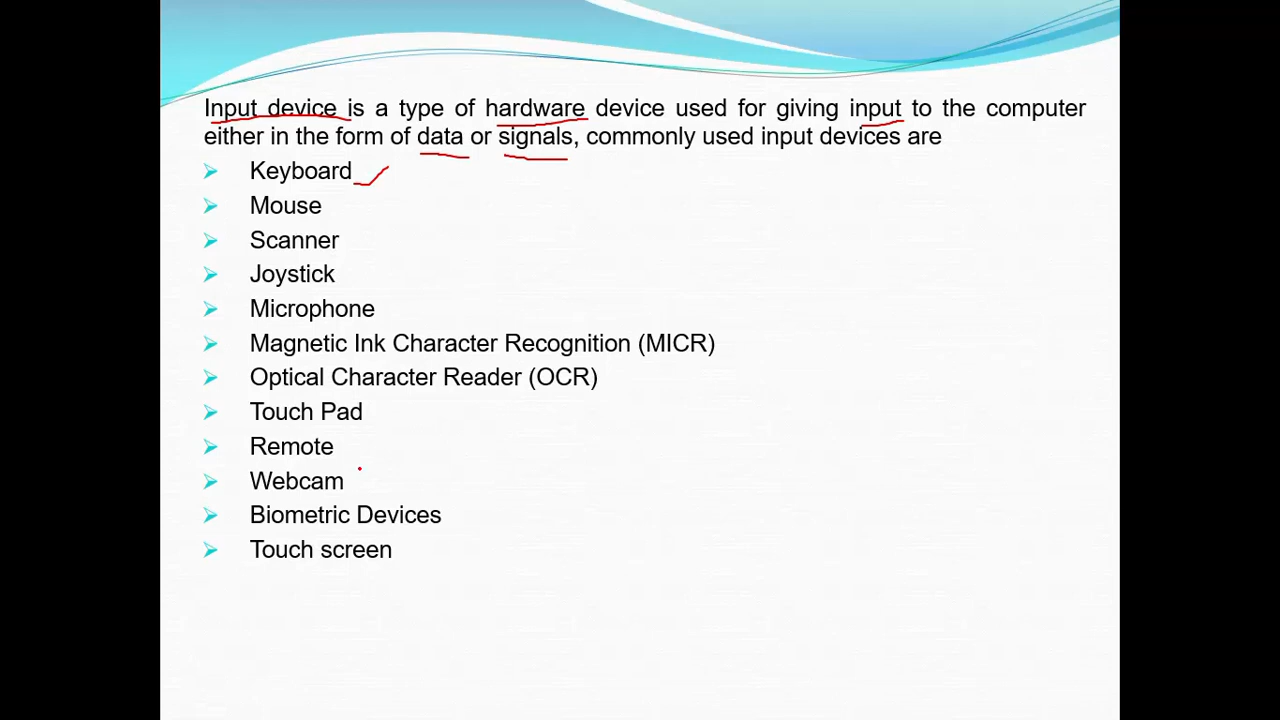 Input device is a type of hardware device used for giving input to the computer
either in the form of data or signals, commonly used input devices are
Keyboard
Mouse
Scanner
Joystick
Microphone
Magnetic Ink Character Recognition (MICR)
Optical Character Reader (OCR)
Touch Pad
Remote
Webcam
Biometric Devices
Touch screen